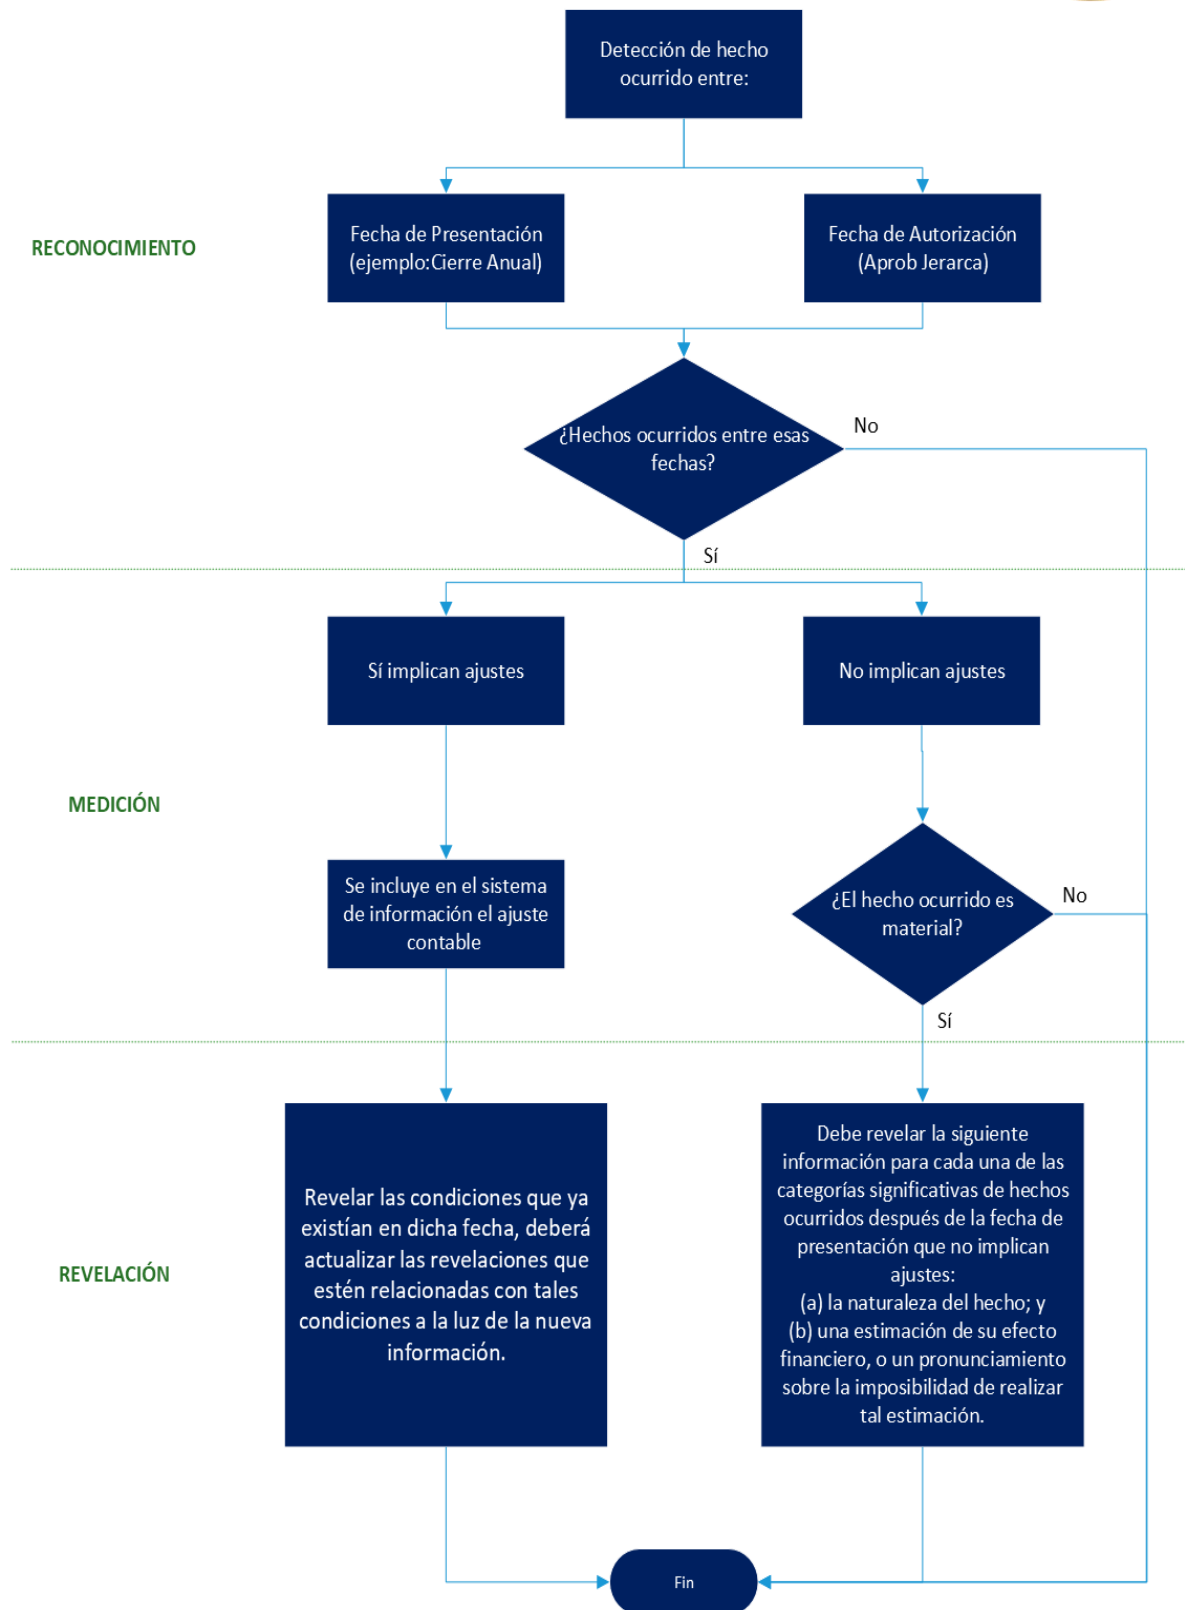 Detección de hecho
ocurrido entre:
RECONOCIMIENTO
Fecha de Presentación
(ejemplo:Cierre Anual)
Fecha de Autorización
(Aprob Jerarca)
¿Hechos ocurridos entre esas
fechas?
No
Sí
Sí implican ajustes
No implican ajustes
MEDICIÓN
Se incluye en el sistema
de información el ajuste
contable
¿El hecho ocurrido es
material?
No
Sí
REVELACIÓN
Revelar las condiciones que ya
existían en dicha fecha, deberá
actualizar las revelaciones que
estén relacionadas con tales
condiciones a la luz de la nueva
información.
Debe revelar la siguiente
información para cada una de las
categorías significativas de hechos
ocurridos después de la fecha de
presentación que no implican
ajustes:
(a) la naturaleza del hecho; y
(b) una estimación de su efecto
financiero, o un pronunciamiento
sobre la imposibilidad de realizar
tal estimación.
Fin